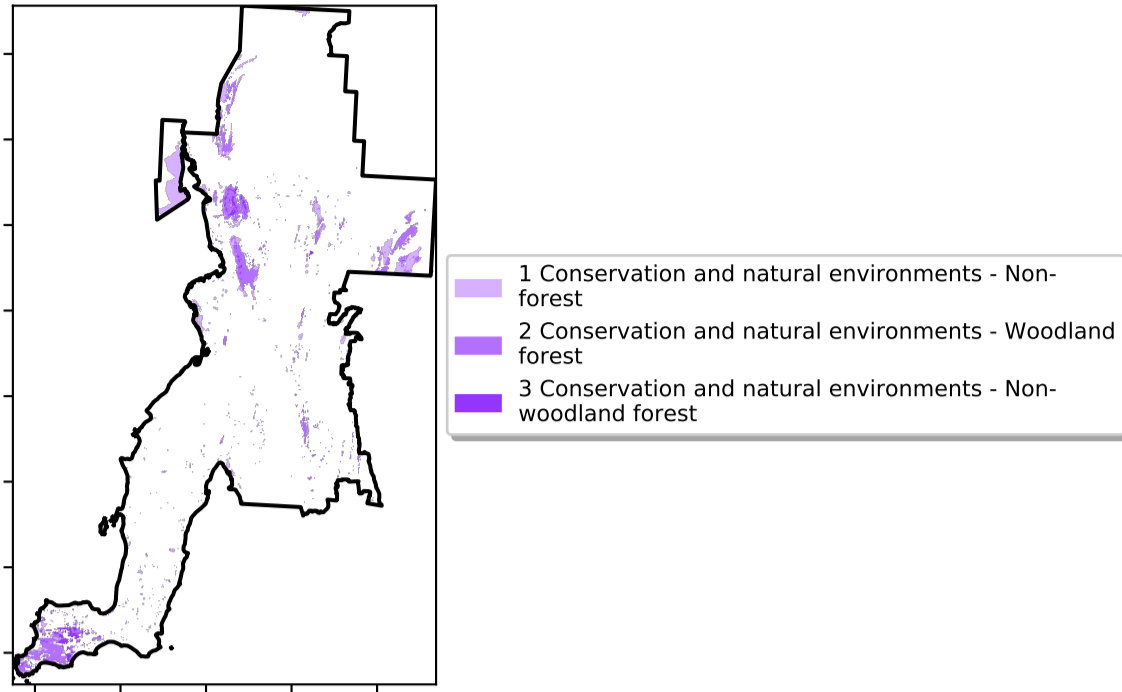 1 Conservation and natural environments - Non-
forest
2 Conservation and natural environments - Woodland
forest
3 Conservation and natural environments - Non-
woodland forest